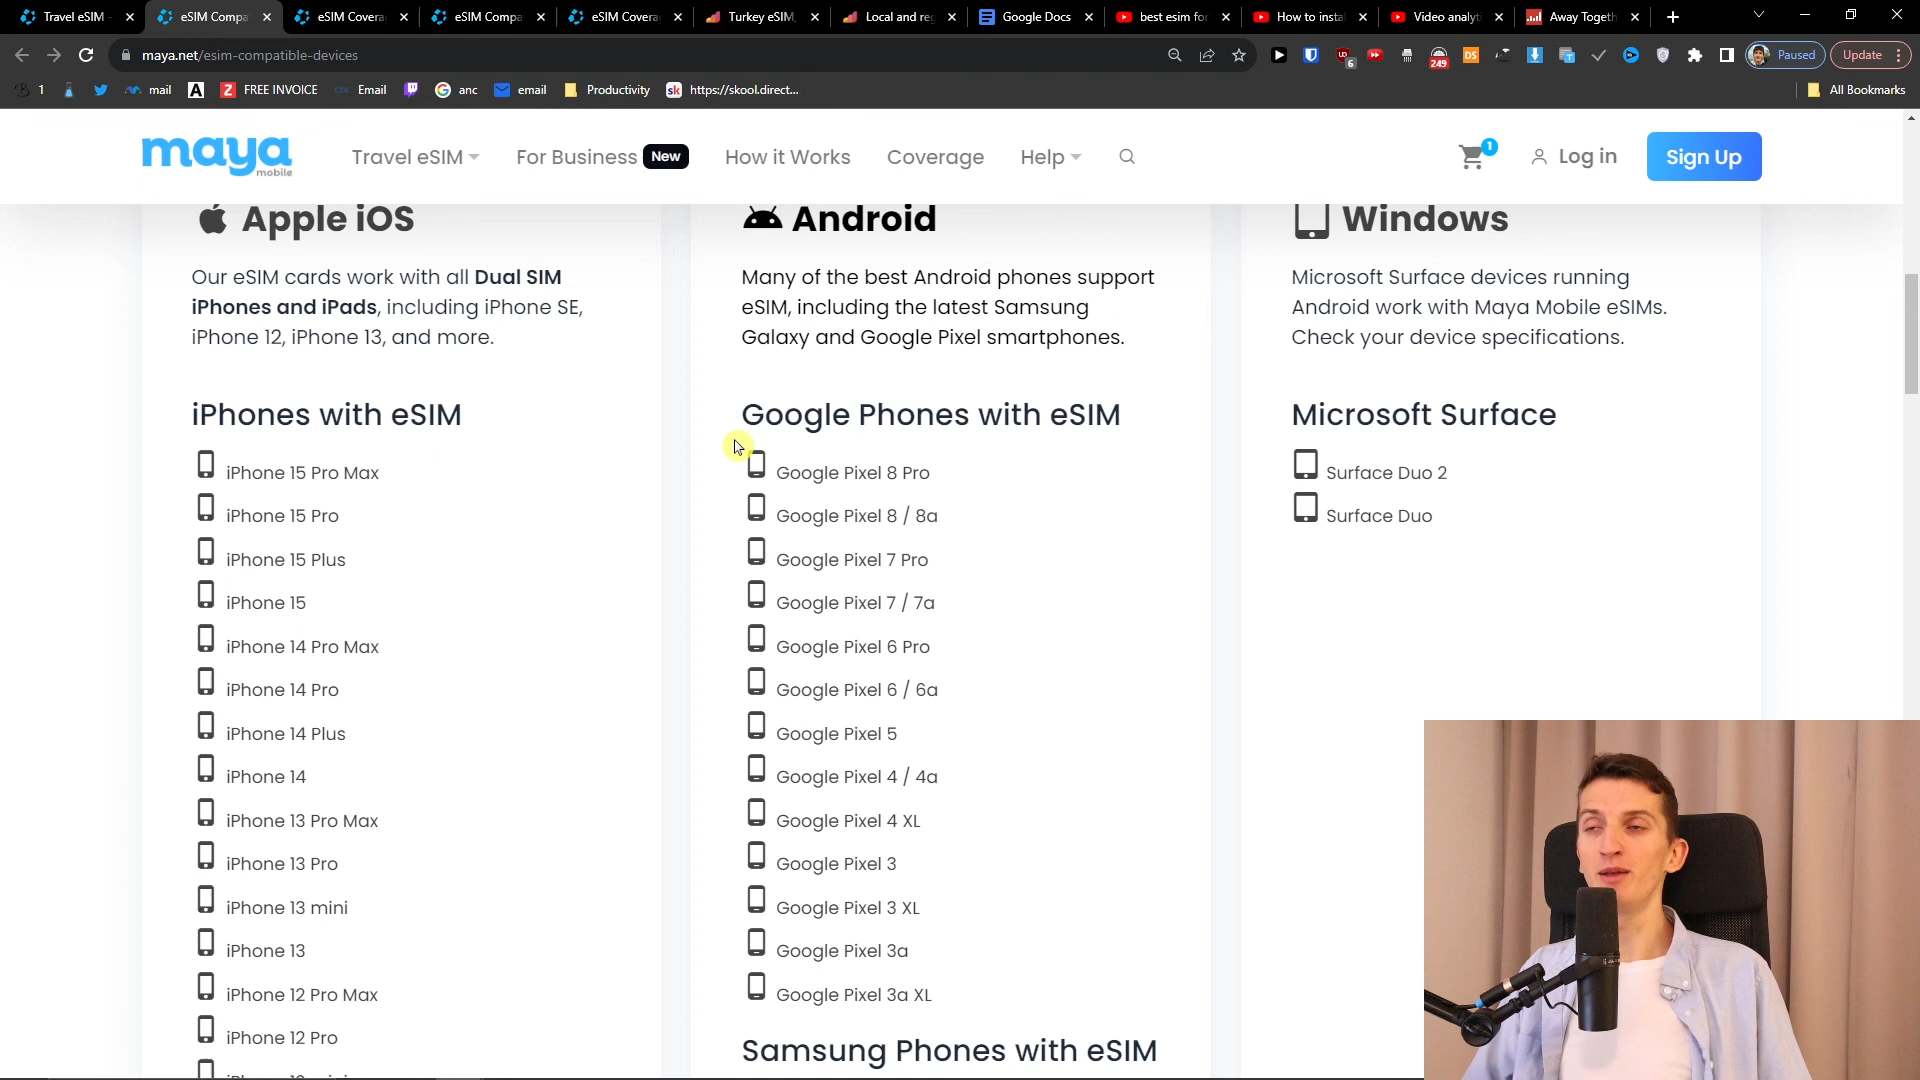 Travel eSIM
eSIM Compa
eSIM Covera
eSIM Compa
eSIM Covera
Turkey eSIM,
Local and reg
Google Docs
best esim for
How to instal
Video analyti
Away Togeth
maya.net/esim-compatible-devices
6
249
DS
Paused
Update
1
mail
FREE INVOICE
Email
anc
email
Productivity
sk
https://skool.direct...
All Bookmarks
maya
mobile
Travel eSIM
For Business New
How it Works
Coverage
Help
1
Log in
Sign Up
Apple iOS
Our eSIM cards work with all Dual SIM
iPhones and iPads, including iPhone SE,
iPhone 12, iPhone 13, and more.
iPhones with eSIM
iPhone 15 Pro Max
iPhone 15 Pro
iPhone 15 Plus
iPhone 15
iPhone 14 Pro Max
iPhone 14 Pro
iPhone 14 Plus
iPhone 14
iPhone 13 Pro Max
iPhone 13 Pro
iPhone 13 mini
iPhone 13
iPhone 12 Pro Max
iPhone 12 Pro
Android
Many of the best Android phones support
eSIM, including the latest Samsung
Galaxy and Google Pixel smartphones.
Google Phones with eSIM
Google Pixel 8 Pro
Google Pixel 8 / 8a
Google Pixel 7 Pro
Google Pixel 7 / 7a
Google Pixel 6 Pro
Google Pixel 6 / 6a
Google Pixel 5
Google Pixel 4 / 4a
Google Pixel 4 XL
Google Pixel 3
Google Pixel 3 XL
Google Pixel 3a
Google Pixel 3a XL
Samsung Phones with eSIM
Windows
Microsoft Surface devices running
Android work with Maya Mobile eSIMs.
Check your device specifications.
Microsoft Surface
Surface Duo 2
Surface Duo